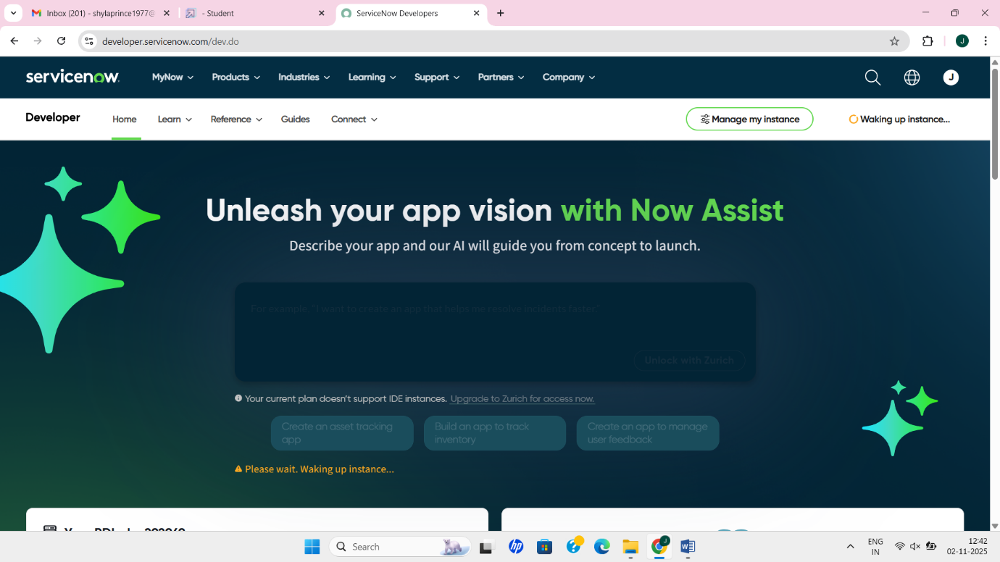 Inbox (201) - shylaprince1977@
- Student
ServiceNow Developers
developer.servicenow.com/dev.do
J
servicenow
MyNow
Products
Industries
Learning
Support
Partners
Company
J
Developer
Home
Learn
Reference
Guides
Connect
Manage my instance
Waking up instance...
Unleash your app vision with Now Assist
Describe your app and our AI will guide you from concept to launch.
For example, "I want to create an app that helps me resolve incidents faster."
Unlock with Zurich
Your current plan doesn't support IDE instances. Upgrade to Zurich for access now.
Create an asset tracking
app
Build an app to track
inventory
Create an app to manage
user feedback
Please wait. Waking up instance...
Search
hp
J
W
ENG
IN
12:42
02-11-2025